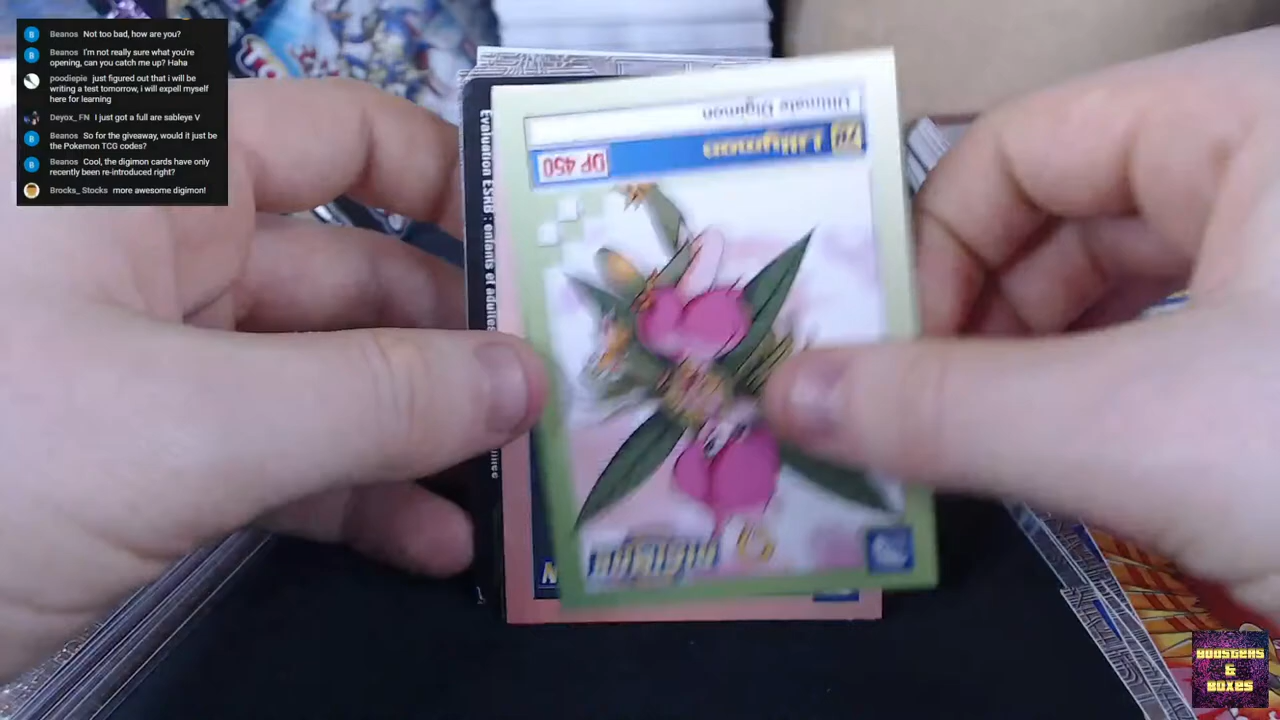 Beanos Not too bad, how are you?
Beanos I'm not really sure what you're
opening, can you catch me up? Haha
poodiepie just figured out that i will be
writing a test tomorrow, i will expell myself
here for learning
Deyox_FN I just got a full are sableye V
Beanos So for the giveaway, would it just be
the Pokemon TCG codes?
Beanos Cool, the digimon cards have only
recently been re-introduced right?
Brocks_Stocks more awesome digimon!
Evaluation ESRB : enfants et adultes
Ultimate Digimon
Lillymon
DP 450
DIGIMON
BOOSTERS
&
BOXES